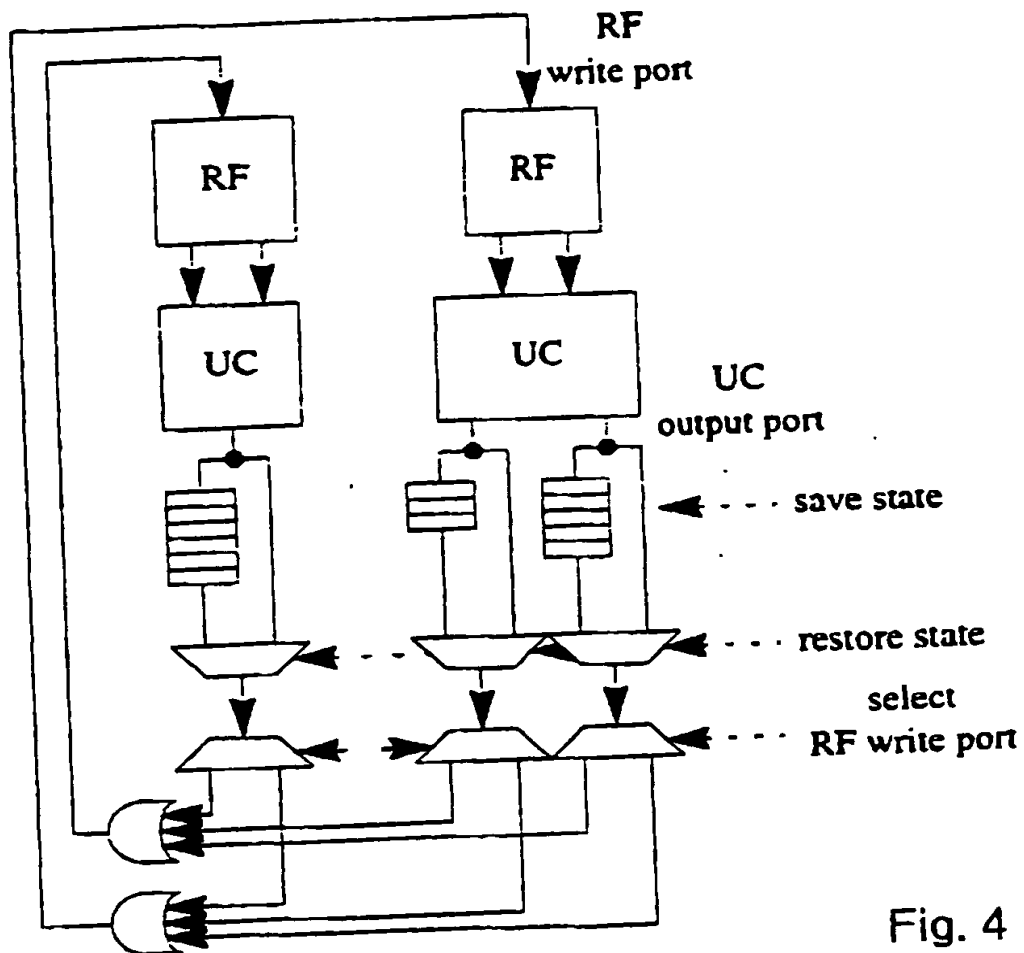 RF
write port
RF
RF
UC
UC
UC
output port
save state
restore state
select
RF write port
Fig. 4